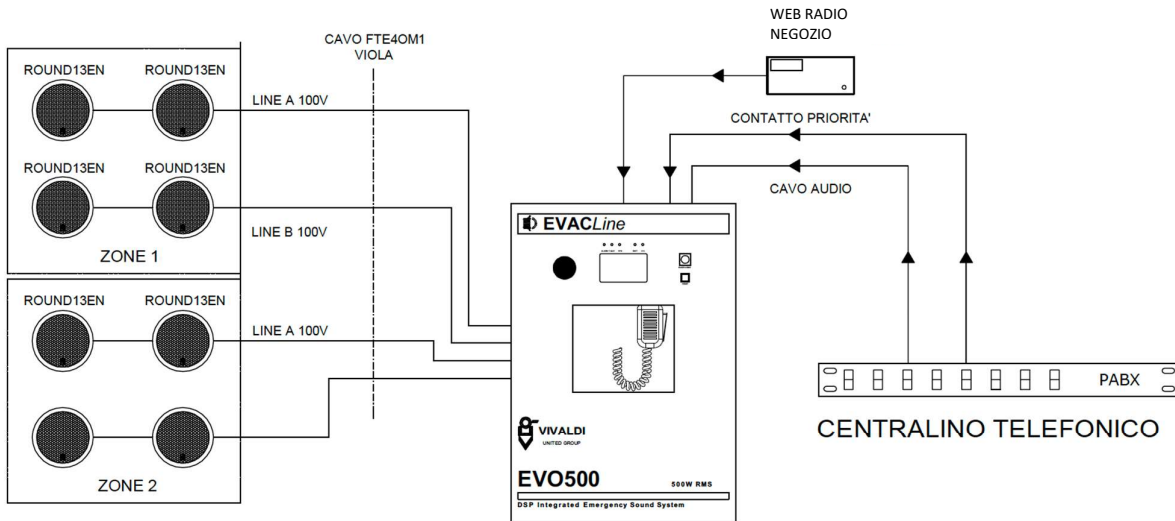 WEB RADIO
NEGOZIO
CAVO FTE4OM1
VIOLA
ROUND13EN
ROUND13EN
LINE A 100V
CONTATTO PRIORITA'
ROUND13EN
ROUND13EN
CAVO AUDIO
LINE B 100V
ZONE 1
EVACLine
ROUND13EN
ROUND13EN
LINE A 100V
PABX
CENTRALINO TELEFONICO
VIVALDI
UNITED GROUP
ZONE 2
EVO500
500W RMS
DSP Integrated Emergency Sound System